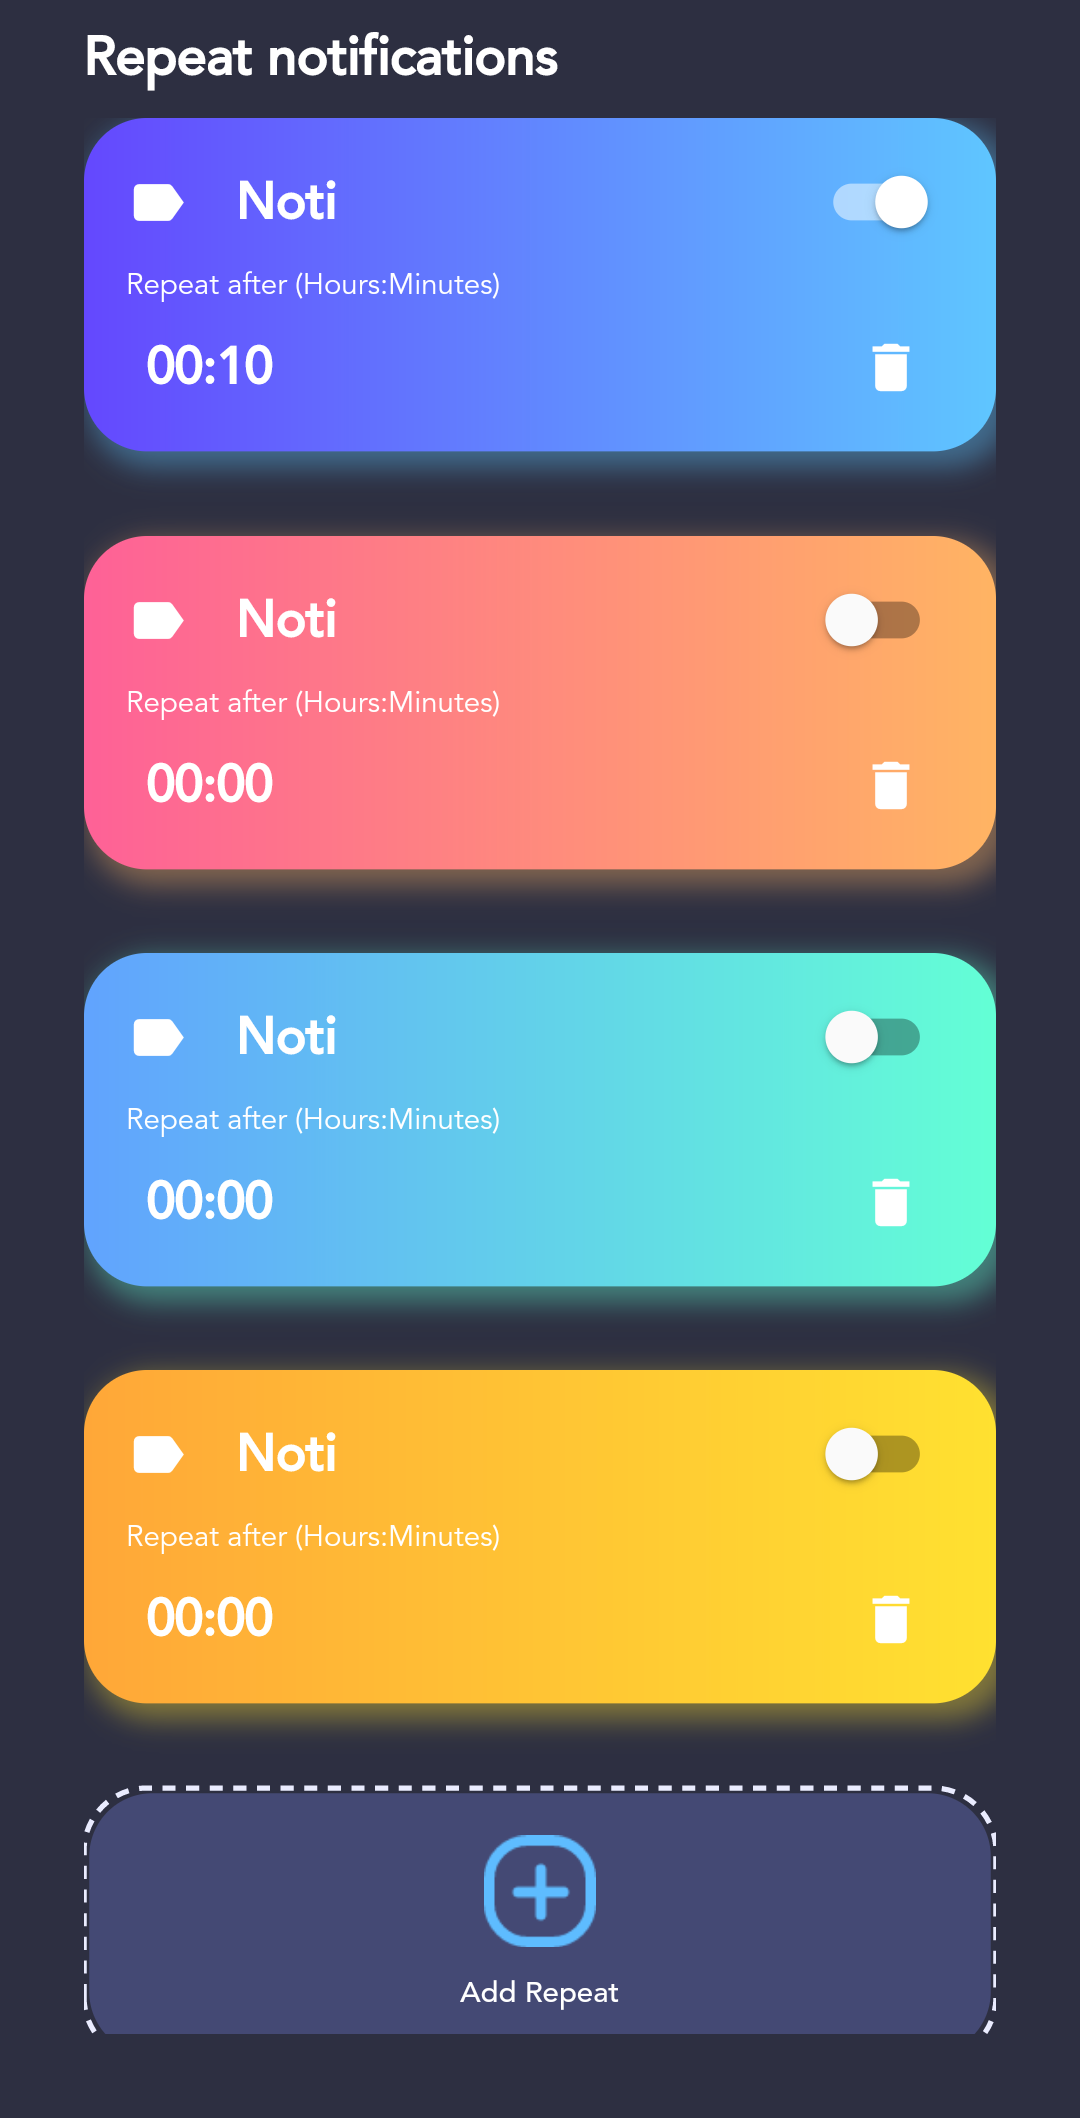 Repeat notifications
Noti
Repeat after (Hours:Minutes)
00:10
Noti
Repeat after (Hours:Minutes)
00:00
Noti
Repeat after (Hours:Minutes)
00:00
Noti
Repeat after (Hours:Minutes)
00:00
Add Repeat